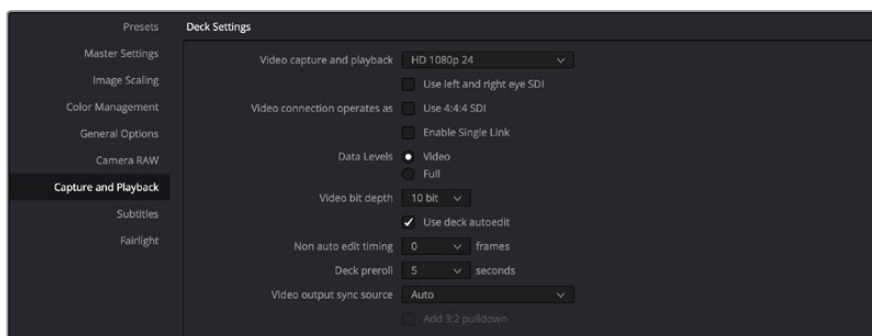 Presets
Master Settings
Image Scaling
Color Management
General Options
Camera RAW
Capture and Playback
Subtitles
Fairlight
Deck Settings
Video capture and playback HD 1080p 24
Use left and right eye SDI
Video connection operates as Use 4:4:4 SDI
Enable Single Link
Data Levels Video
Full
Video bit depth 10 bit
Use deck autoedit
Non auto edit timing 0 frames
Deck preroll 5 seconds
Video output sync source Auto
Add 3:2 pulldown